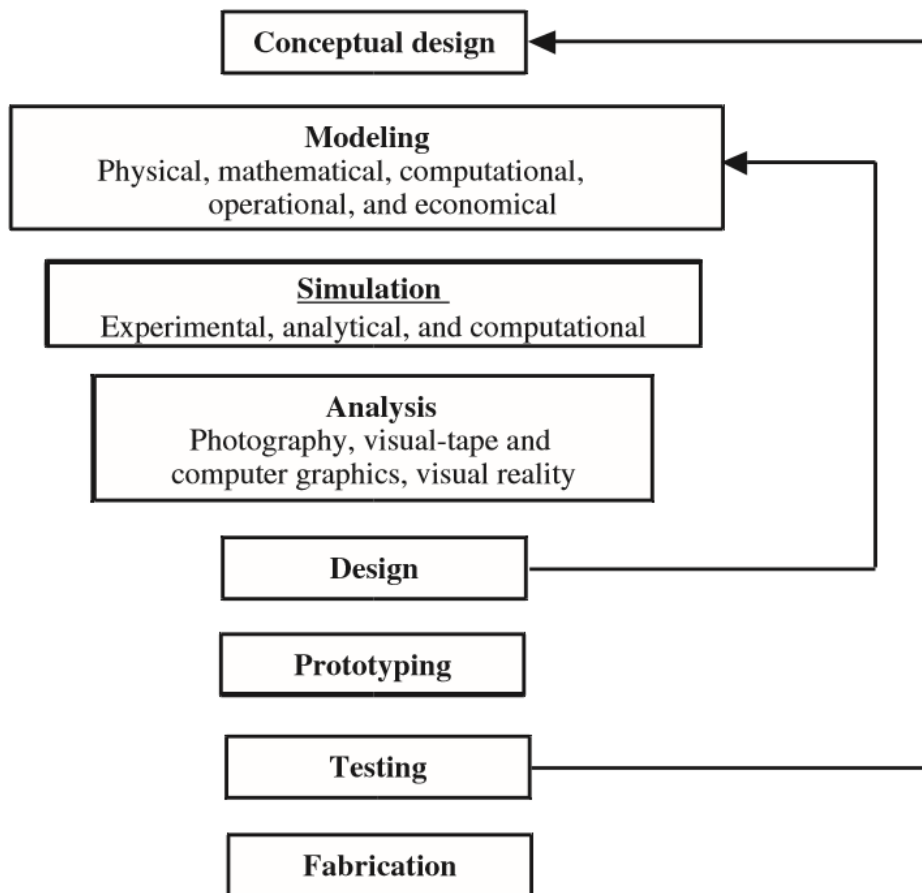 Conceptual design
Modeling
Physical, mathematical, computational,
operational, and economical
Simulation
Experimental, analytical, and computational
Analysis
Photography, visual-tape and
computer graphics, visual reality
Design
Prototyping
Testing
Fabrication